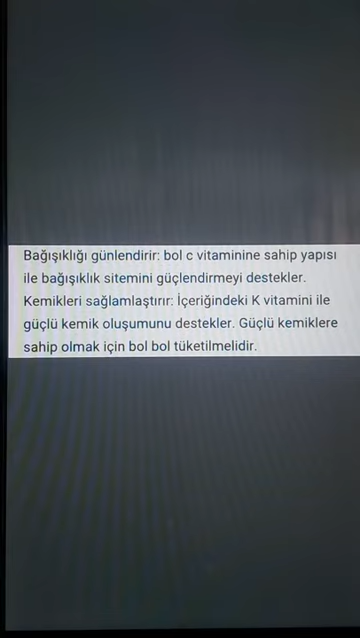 Bağışıklığı günlendirir: bol c vitaminine sahip yapısı
ile bağışıklık sitemini güçlendirmeyi destekler.
Kemikleri sağlamlaştırır: İçeriğindeki K vitamini ile
güçlü kemik oluşumunu destekler. Güçlü kemiklere
sahip olmak için bol bol tüketilmelidir.